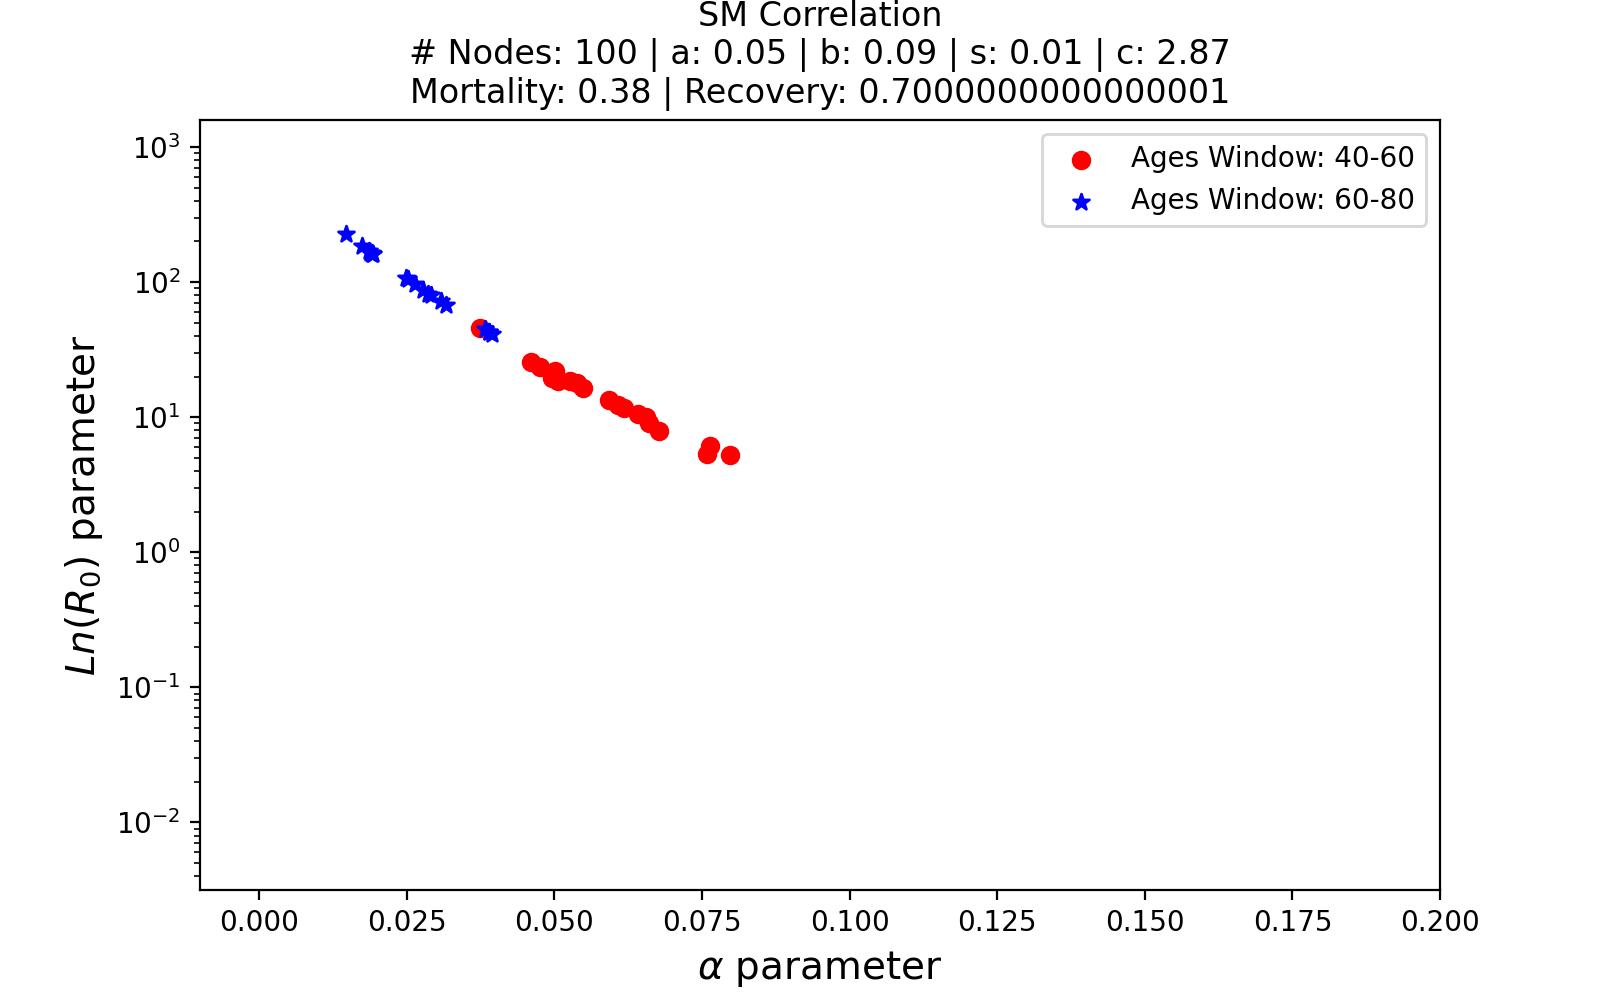 SM Correlation
# Nodes: 100 | a: 0.05 | b: 0.09 | s: 0.01 | c: 2.87
Mortality: 0.38 | Recovery: 0.7000000000000001
Ages Window: 40-60
Ages Window: 60-80
10³
10²
10¹
10⁰
10⁻¹
10⁻²
Ln(R₀) parameter
0.000 0.025 0.050 0.075 0.100 0.125 0.150 0.175 0.200
α parameter